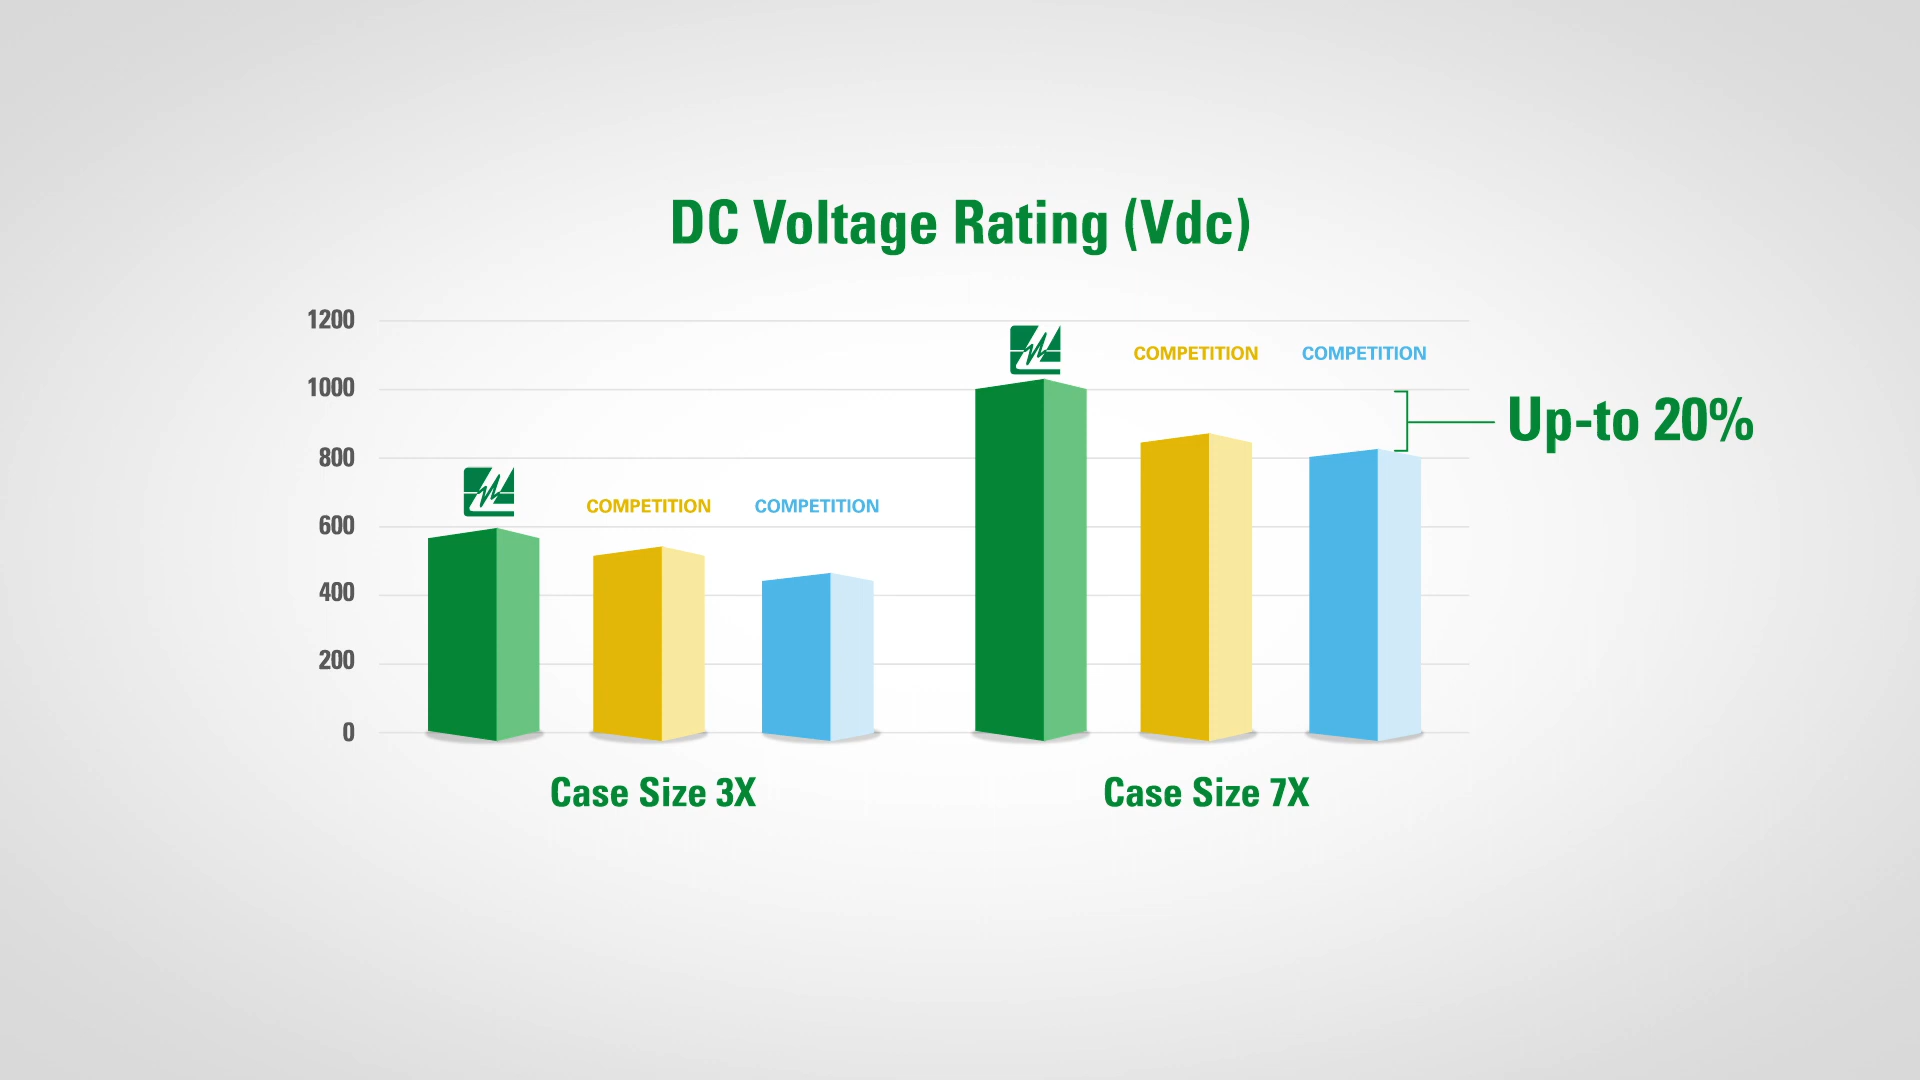 DC Voltage Rating (Vdc)
1200
1000
800
600
400
200
0
COMPETITION
COMPETITION
COMPETITION
COMPETITION
Up-to 20%
Case Size 3X
Case Size 7X